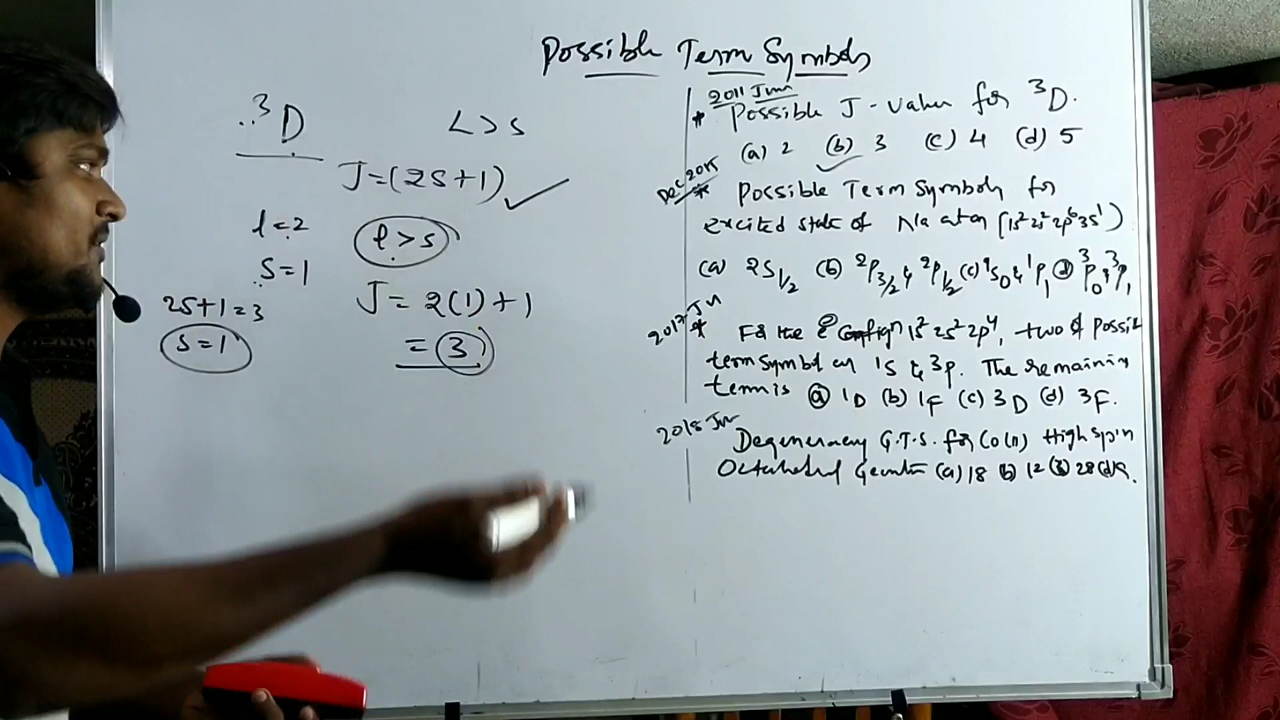 Possible Term Symbols
³D L > S
J=(2S+1)
l=2 l > s
S=1
2S+1=3 J = 2(1)+1
S=1 = 3
2011 Jun
* Possible J-value for ³D.
(a) 2 (b) 3 (c) 4 (d) 5
Dec 2015
* Possible Term Symbols for
excited state of Na atom [1s² 2s² 2p⁶ 3s¹)
(a) 2S1/2 (b) ²P3/2 & ²P1/2 (c) ¹S0 & ¹P1 (d) ³P0 & ³P1
2017 Jun
* For the e⁻ Config 1s² 2s² 2p⁴, two of possible
term symbol are 1S & 3P. The remaining
term is (a) 1D (b) 1F (c) 3D (d) 3F.
2018 Jun
Degeneracy G.T.S. for Co(II) High spin
Octahedral (a) 18 (b) 12 28